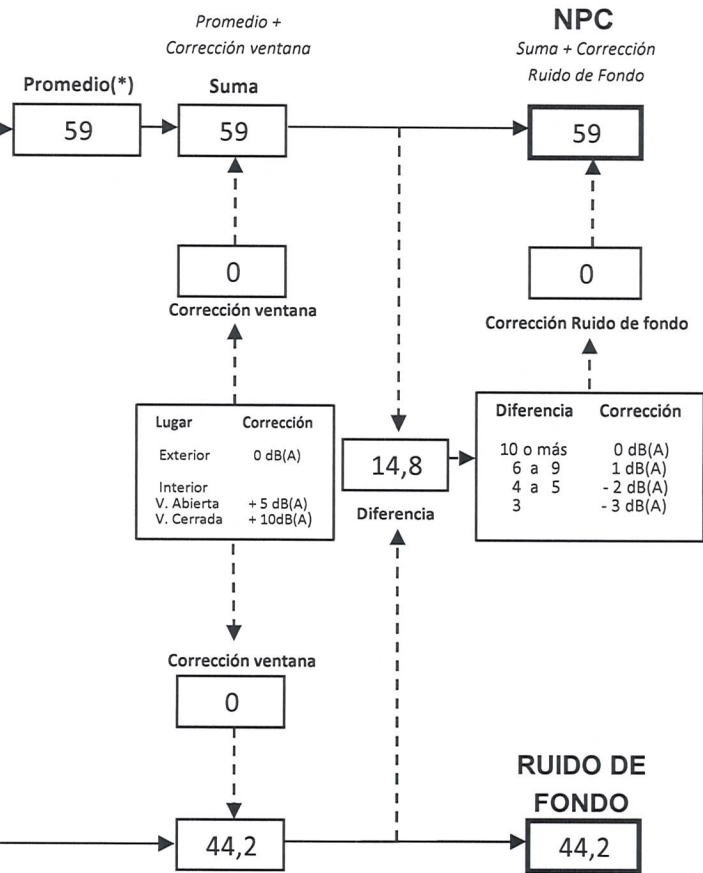 Promedio +
Corrección ventana
NPC
Suma + Corrección
Ruido de Fondo
Promedio(*)
Suma
59
59
59
0
Corrección ventana
0
Corrección Ruido de fondo
Lugar Corrección
Exterior 0 dB(A)
Interior
V. Abierta + 5 dB(A)
V. Cerrada + 10dB(A)
14,8
Diferencia
Diferencia Corrección
10 o más 0 dB(A)
6 a 9 1 dB(A)
4 a 5 - 2 dB(A)
3 - 3 dB(A)
Corrección ventana
0
RUIDO DE
FONDO
44,2
44,2